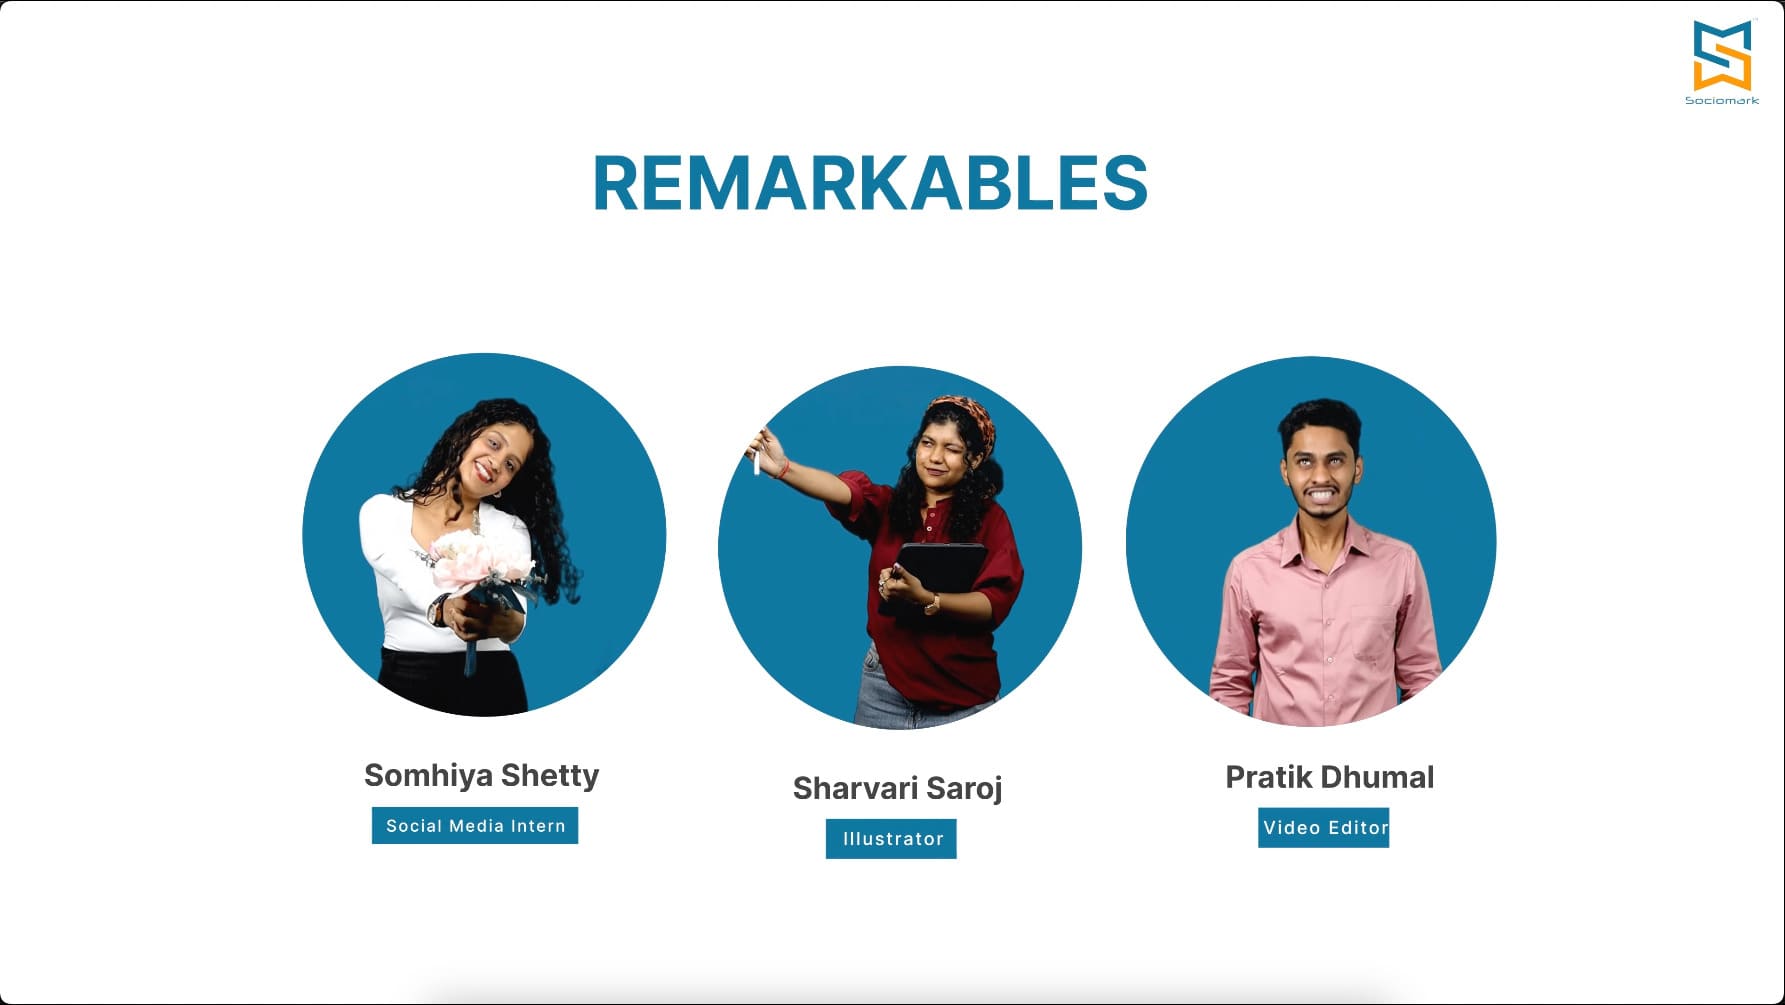 Sociomark
REMARKABLES
Somhiya Shetty
Social Media Intern
Sharvari Saroj
Illustrator
Pratik Dhumal
Video Editor